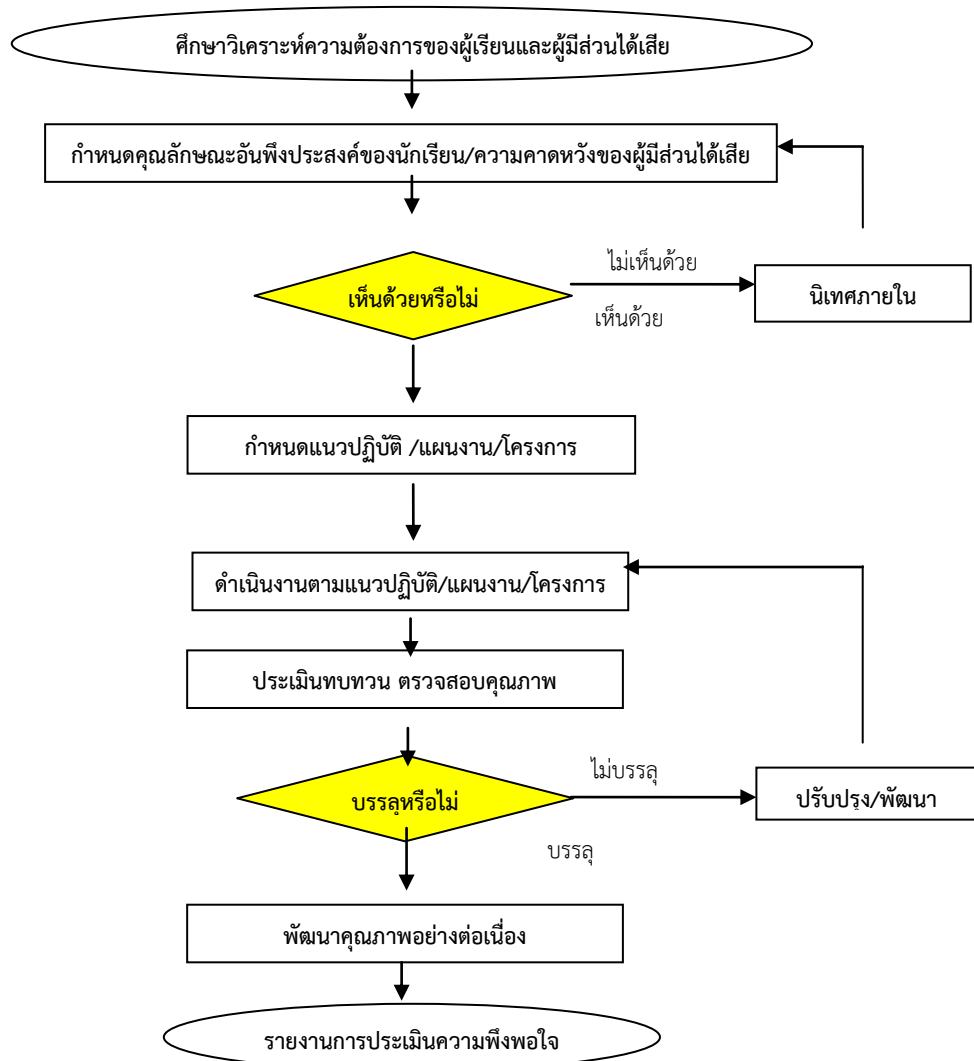 ศึกษาวิเคราะห์ความต้องการของผู้เรียนและผู้มีส่วนได้เสีย
กำหนดคุณลักษณะอันพึงประสงค์ของนักเรียน/ความคาดหวังของผู้มีส่วนได้เสีย
ไม่เห็นด้วย
เห็นด้วยหรือไม่
นิเทศภายใน
เห็นด้วย
กำหนดแนวปฏิบัติ /แผนงาน/โครงการ
ดำเนินงานตามแนวปฏิบัติ/แผนงาน/โครงการ
ประเมินทบทวน ตรวจสอบคุณภาพ
ไม่บรรลุ
บรรลุหรือไม่
ปรับปรุง/พัฒนา
บรรลุ
พัฒนาคุณภาพอย่างต่อเนื่อง
รายงานการประเมินความพึงพอใจ